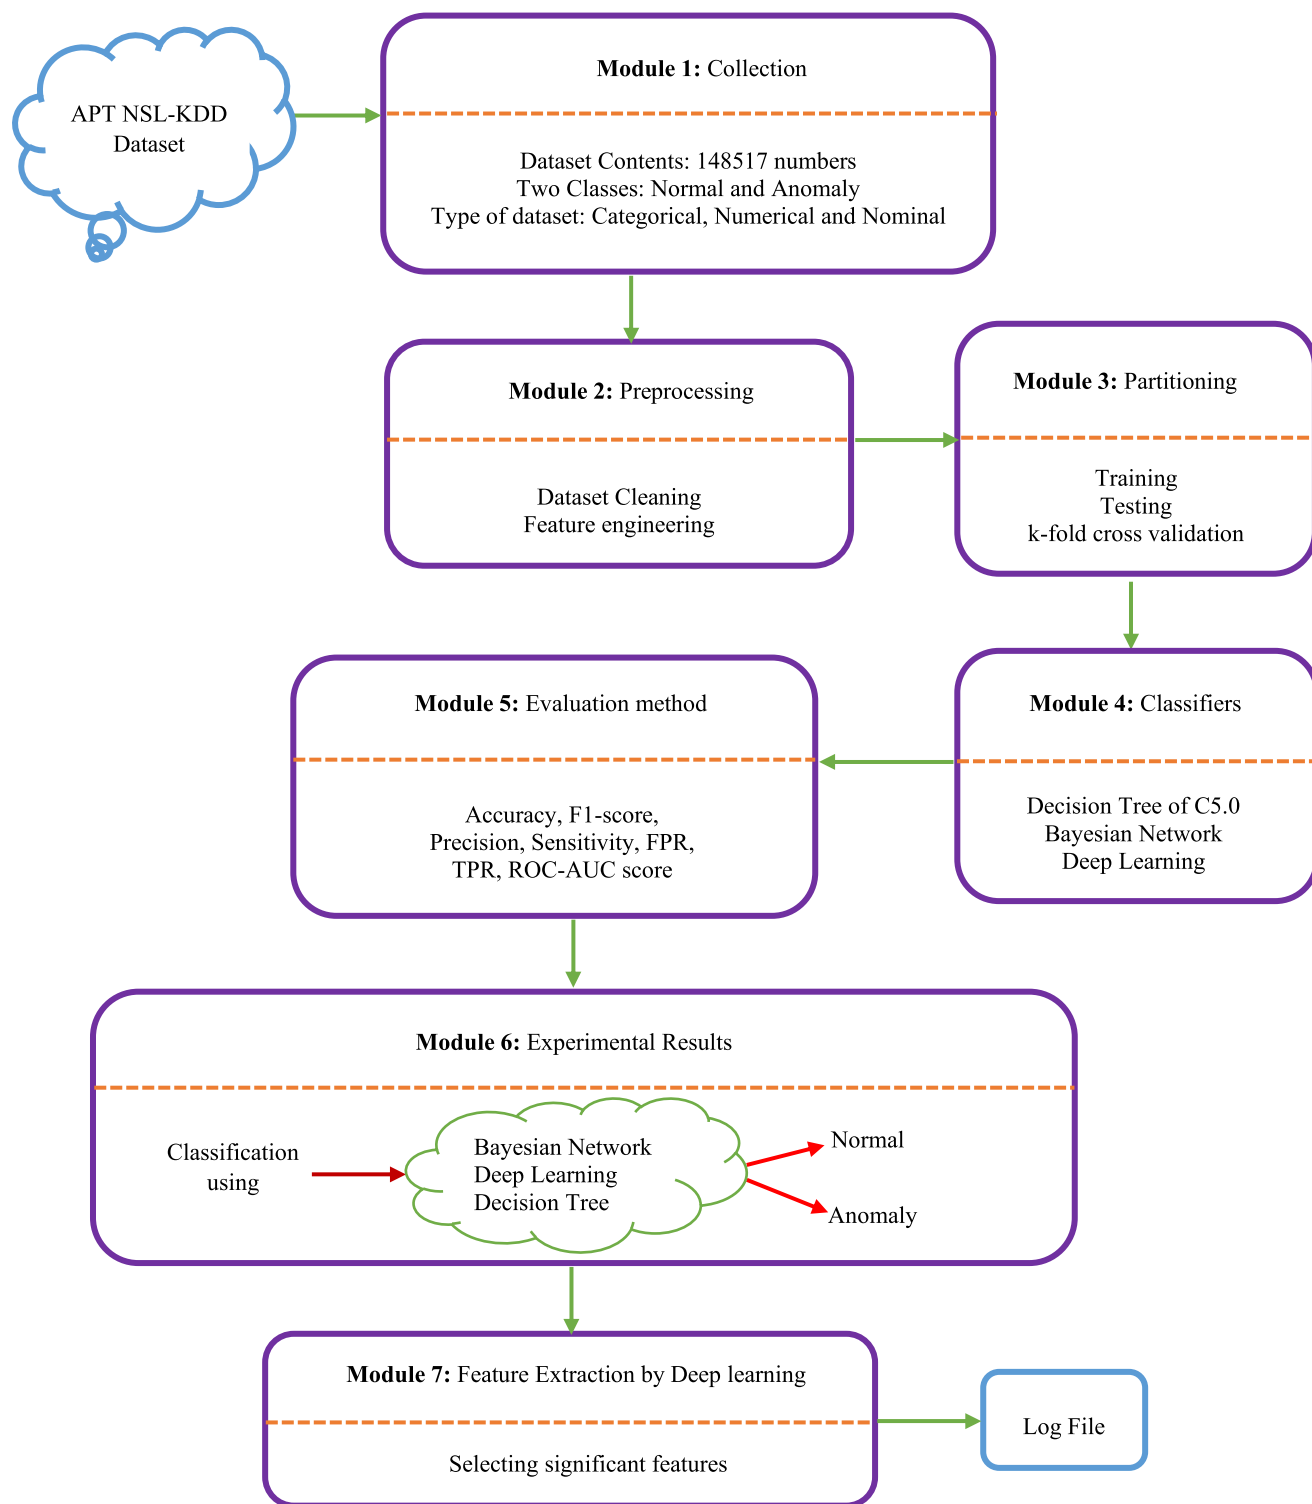 APT NSL-KDD
Dataset
Module 1: Collection
Dataset Contents: 148517 numbers
Two Classes: Normal and Anomaly
Type of dataset: Categorical, Numerical and Nominal
Module 2: Preprocessing
Dataset Cleaning
Feature engineering
Module 3: Partitioning
Training
Testing
k-fold cross validation
Module 4: Classifiers
Decision Tree of C5.0
Bayesian Network
Deep Learning
Module 5: Evaluation method
Accuracy, F1-score,
Precision, Sensitivity, FPR,
TPR, ROC-AUC score
Module 6: Experimental Results
Classification
using
Bayesian Network
Deep Learning
Decision Tree
Normal
Anomaly
Module 7: Feature Extraction by Deep learning
Selecting significant features
Log File